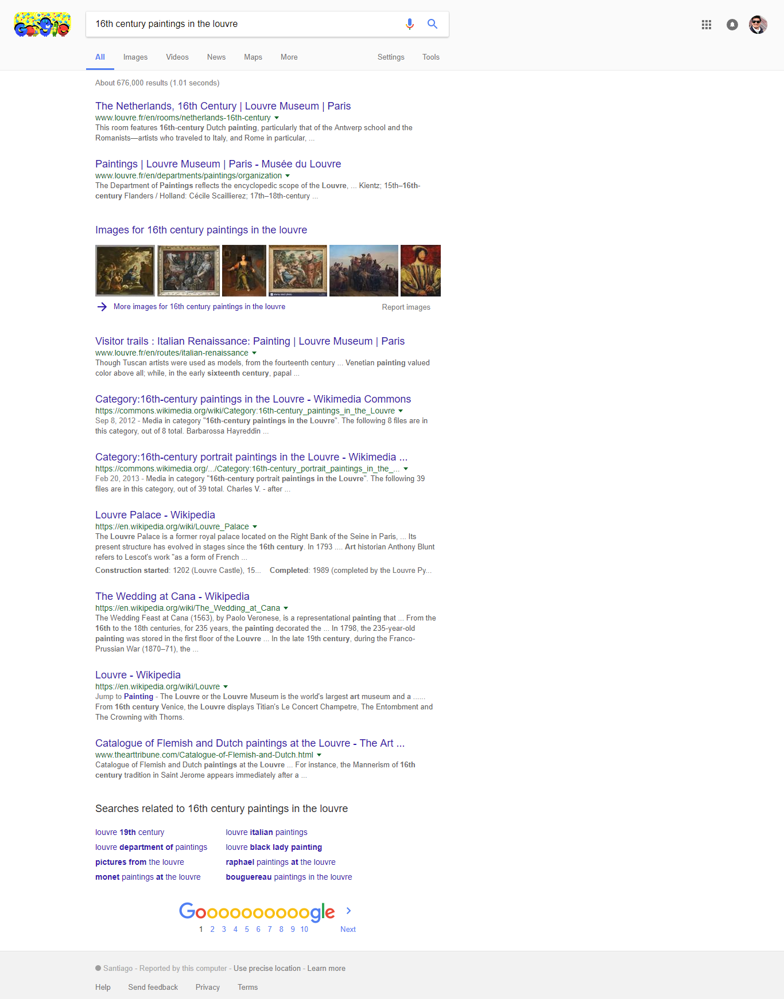 Google
16th century paintings in the louvre
All Images Videos News Maps More Settings Tools
About 676,000 results (1.01 seconds)
The Netherlands, 16th Century | Louvre Museum | Paris
www.louvre.fr/en/rooms/netherlands-16th-century
This room features 16th-century Dutch painting, particularly that of the Antwerp school and the
Romanists—artists who traveled to Italy, and Rome in particular, ...
Paintings | Louvre Museum | Paris - Musée du Louvre
www.louvre.fr/en/departments/paintings/organization
The Department of Paintings reflects the encyclopedic scope of the Louvre, ... Kientz; 15th–16th-
century Flanders / Holland: Cécile Scaillierez; 17th–18th-century ...
Images for 16th century paintings in the louvre
alamy stock photo
More images for 16th century paintings in the louvre Report images
Visitor trails : Italian Renaissance: Painting | Louvre Museum | Paris
www.louvre.fr/en/routes/italian-renaissance
Though Tuscan artists were used as models, from the fourteenth century ... Venetian painting valued
color above all; while, in the early sixteenth century, papal ...
Category:16th-century paintings in the Louvre - Wikimedia Commons
https://commons.wikimedia.org/wiki/Category:16th-century_paintings_in_the_Louvre
Sep 8, 2012 - Media in category "16th-century paintings in the Louvre". The following 8 files are in
this category, out of 8 total. Barbarossa Hayreddin ...
Category:16th-century portrait paintings in the Louvre - Wikimedia ...
https://commons.wikimedia.org/.../Category:16th-century_portrait_paintings_in_the_...
Feb 20, 2013 - Media in category "16th-century portrait paintings in the Louvre". The following 39
files are in this category, out of 39 total. Charles V. - after ...
Louvre Palace - Wikipedia
https://en.wikipedia.org/wiki/Louvre_Palace
The Louvre Palace is a former royal palace located on the Right Bank of the Seine in Paris, ... Its
present structure has evolved in stages since the 16th century. In 1793 .... Art historian Anthony Blunt
refers to Lescot's work "as a form of French ...
Construction started: 1202 (Louvre Castle), 15... Completed: 1989 (completed by the Louvre Py...
The Wedding at Cana - Wikipedia
https://en.wikipedia.org/wiki/The_Wedding_at_Cana
The Wedding Feast at Cana (1563), by Paolo Veronese, is a representational painting that ... From the
16th to the 18th centuries, for 235 years, the painting decorated the ... In 1798, the 235-year-old
painting was stored in the first floor of the Louvre ... In the late 19th century, during the Franco-
Prussian War (1870–71), the ...
Louvre - Wikipedia
https://en.wikipedia.org/wiki/Louvre
Jump to Painting - The Louvre or the Louvre Museum is the world's largest art museum and a ......
From 16th century Venice, the Louvre displays Titian's Le Concert Champetre, The Entombment and
The Crowning with Thorns.
Catalogue of Flemish and Dutch paintings at the Louvre - The Art ...
www.thearttribune.com/Catalogue-of-Flemish-and-Dutch.html
Catalogue of Flemish and Dutch paintings at the Louvre ... For instance, the Mannerism of 16th
century tradition in Saint Jerome appears immediately after a ...
Searches related to 16th century paintings in the louvre
louvre 19th century louvre italian paintings
louvre department of paintings louvre black lady painting
pictures from the louvre raphael paintings at the louvre
monet paintings at the louvre bouguereau paintings in the louvre
Goooooooooogle
1 2 3 4 5 6 7 8 9 10 Next
Santiago - Reported by this computer - Use precise location - Learn more
Help Send feedback Privacy Terms